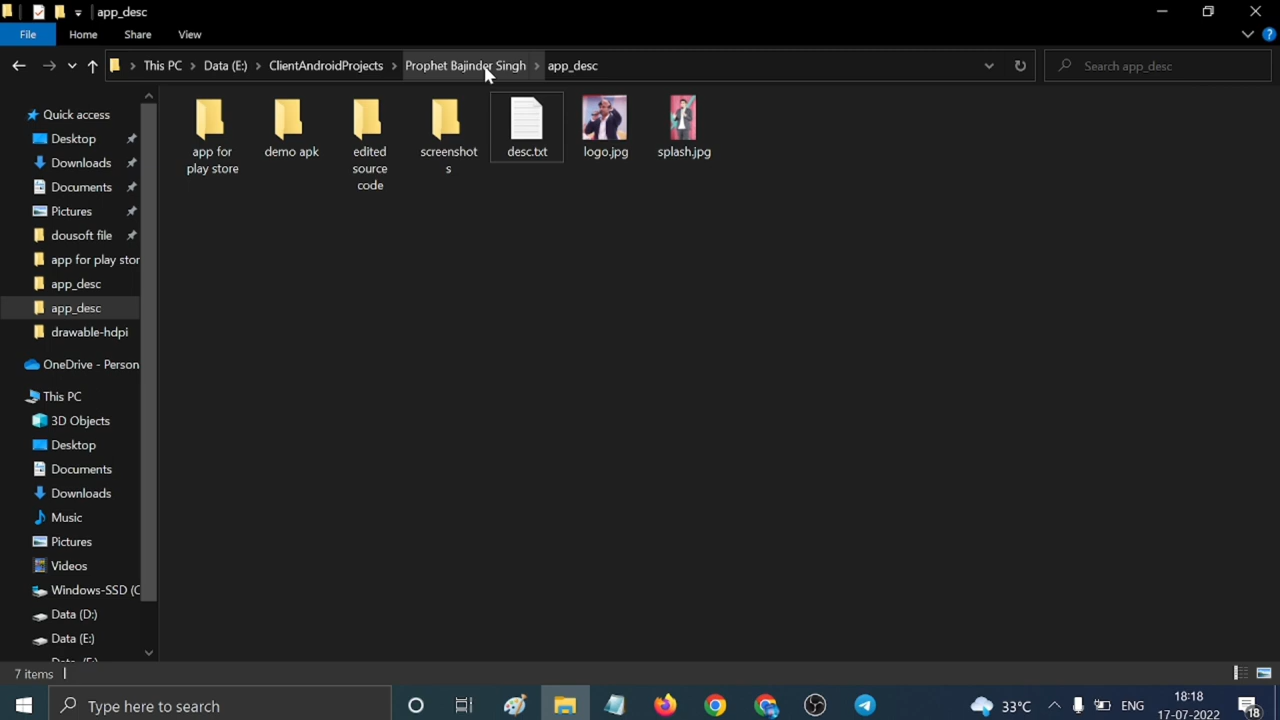 app_desc
File Home Share View
This PC Data (E:) ClientAndroidProjects Prophet Bajinder Singh app_desc
Search app_desc
Quick access
Desktop
Downloads
Documents
Pictures
dousoft file
app for play stor
app_desc
app_desc
drawable-hdpi
OneDrive - Person
This PC
3D Objects
Desktop
Documents
Downloads
Music
Pictures
Videos
Windows-SSD (C
Data (D:)
Data (E:)
app for
play store
demo apk
edited
source
code
screenshot
s
desc.txt
logo.jpg
splash.jpg
7 items
Type here to search
33°C
ENG
18:18
17-07-2022
18